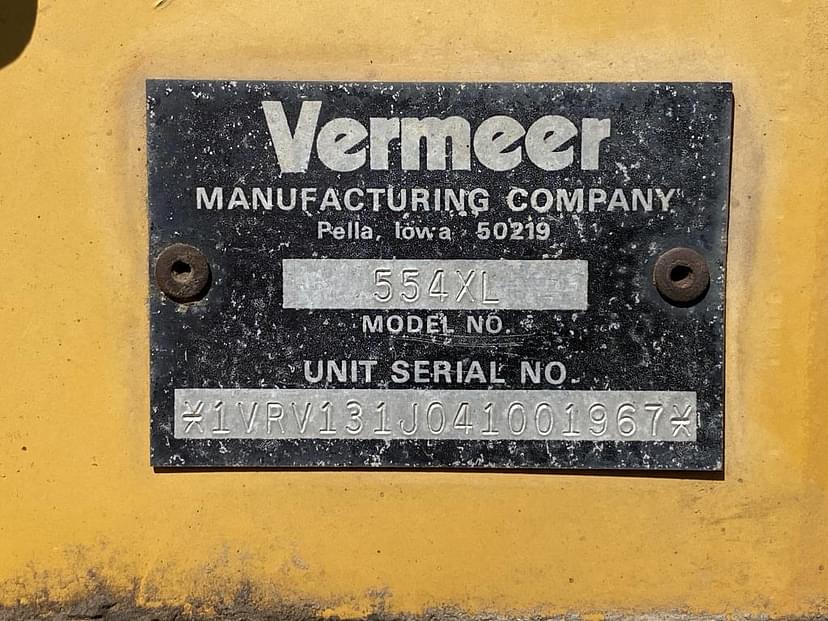 Vermeer
MANUFACTURING COMPANY
Pella, Iowa 50219
554XL
MODEL NO.
UNIT SERIAL NO.
*1VRV131J041001967*